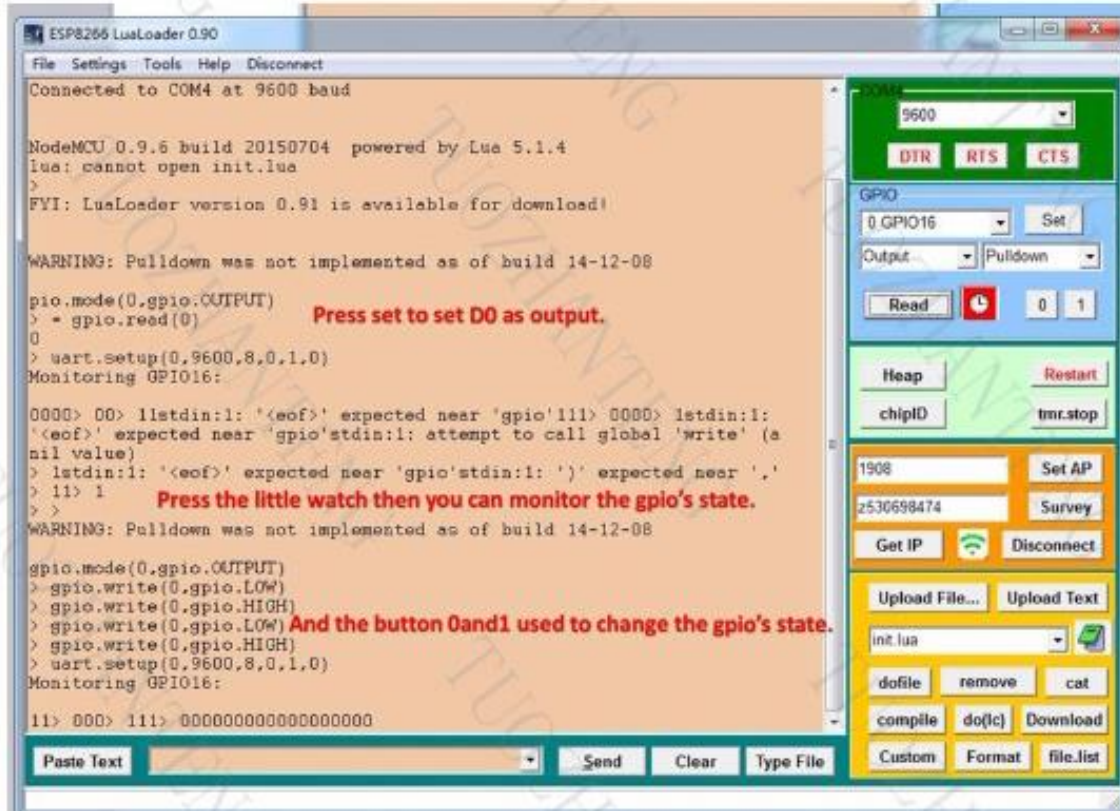 ESP8266 LuaLoader 0.90
File Settings Tools Help Disconnect
Connected to COM4 at 9600 baud
NodeMCU 0.9.6 build 20150704 powered by Lua 5.1.4
lua: cannot open init.lua
>
FYI: LuaLoader version 0.91 is available for download!
WARNING: Pulldown was not implemented as of build 14-12-08
pio.mode(0,gpio.OUTPUT)
> = gpio.read(0)
Press set to set D0 as output.
0
> uart.setup(0,9600,8,0,1,0)
Monitoring GPIO16:
0000> 00> 11stdin:1: '<eof>' expected near 'gpio'111> 0000> 1stdin:1:
'<eof>' expected near 'gpio'stdin:1: attempt to call global 'write' (a
nil value)
> 1stdin:1: '<eof>' expected near 'gpio'stdin:1: ')' expected near ','
> 11> 1
Press the little watch then you can monitor the gpio's state.
> >
WARNING: Pulldown was not implemented as of build 14-12-08
gpio.mode(0,gpio.OUTPUT)
> gpio.write(0,gpio.LOW)
> gpio.write(0,gpio.HIGH)
> gpio.write(0,gpio.LOW)
And the button 0and1 used to change the gpio's state.
> gpio.write(0,gpio.HIGH)
> uart.setup(0,9600,8,0,1,0)
Monitoring GPIO16:
11> 000> 111> 000000000000000000
Paste Text Send Clear Type File
COM4
9600
DTR RTS CTS
GPIO
0 GPIO16 Set
Output Pulldown
Read 0 1
Heap Restart
chipID tmr.stop
1908 Set AP
z530698474 Survey
Get IP Disconnect
Upload File... Upload Text
init.lua
dofile remove cat
compile do(lc) Download
Custom Format file.list